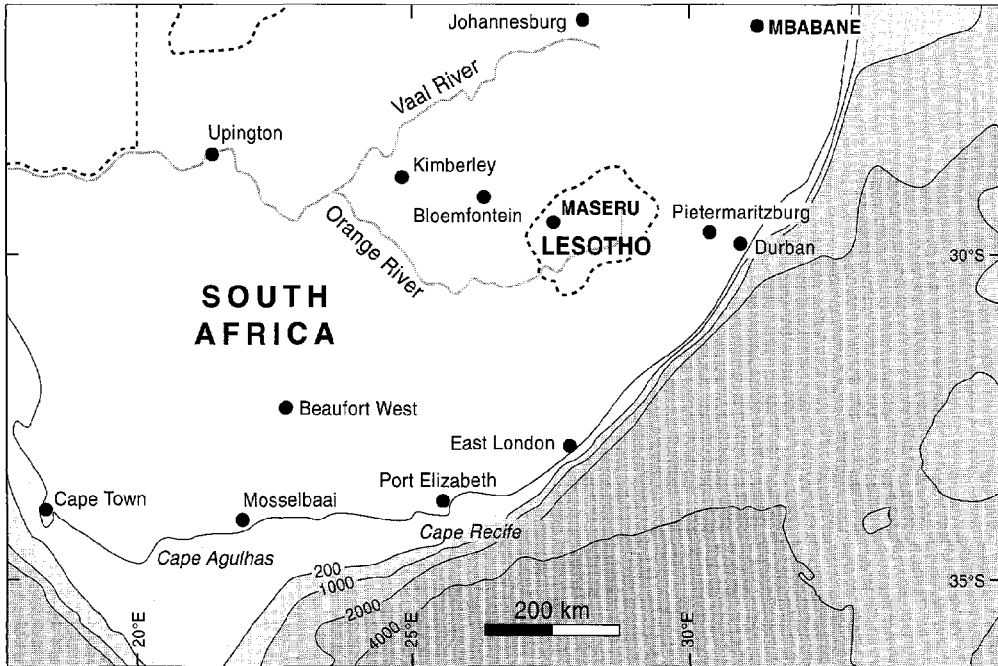 Johannesburg
MBABANE
Vaal River
Upington
Kimberley
Bloemfontein
MASERU
LESOTHO
Pietermaritzburg
Durban
Orange River
30°S
SOUTH
AFRICA
Beaufort West
East London
Port Elizabeth
Cape Town
Mosselbaai
Cape Recife
Cape Agulhas
200
1000
2000
4000
35°S
200 km
20°E
25°E
30°E